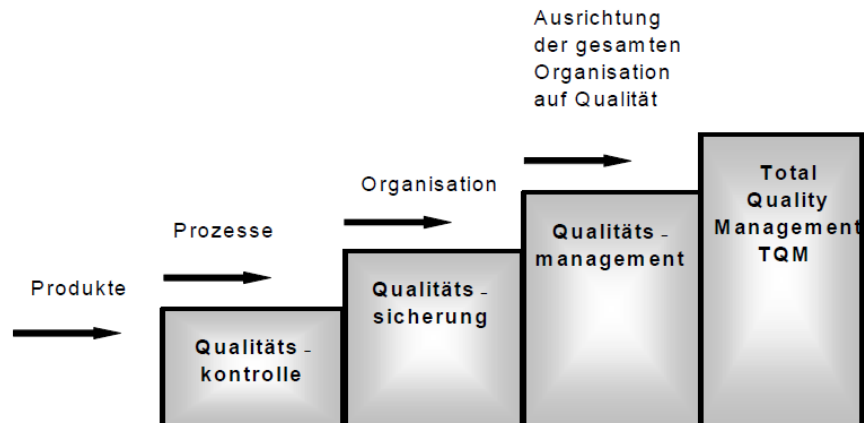 Ausrichtung
der gesamten
Organisation
auf Qualität
Organisation
Prozesse
Produkte
Total
Quality
Management
TQM
Qualitäts -
management
Qualitäts -
sicherung
Qualitäts -
kontrolle